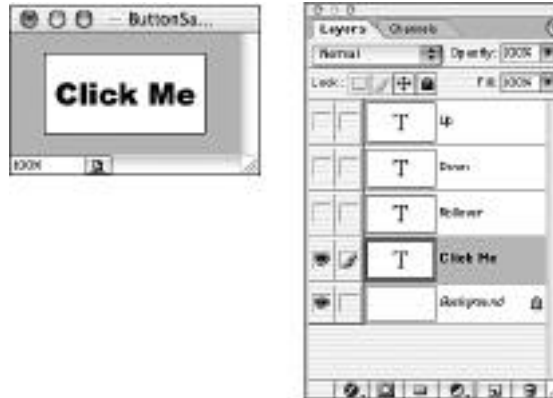 ButtonSa...
Click Me
100%
Layers Channels
Normal Opacity: 100%
Lock: Fill: 100%
T Up
T Down
T Rollover
T Click Me
Background